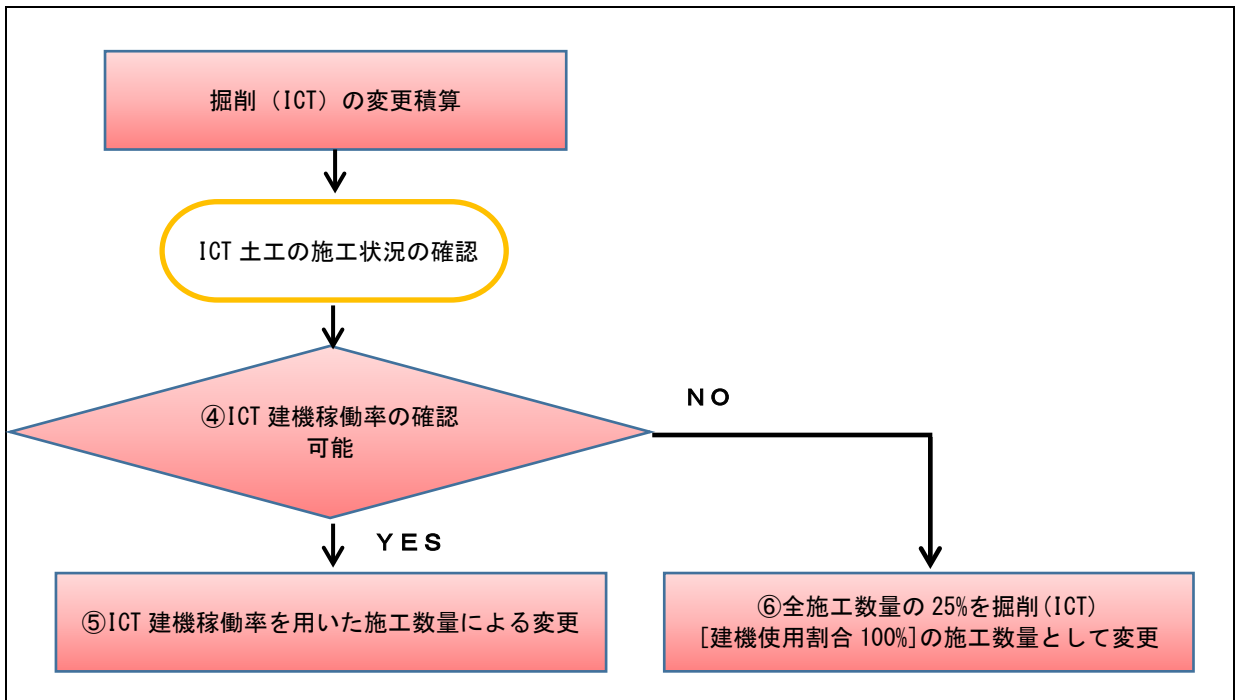 掘削（ICT）の変更積算
ICT 土工の施工状況の確認
④ICT 建機稼働率の確認
可能
ＮＯ
ＹＥＳ
⑤ICT 建機稼働率を用いた施工数量による変更
⑥全施工数量の 25%を掘削(ICT)
[建機使用割合 100%]の施工数量として変更